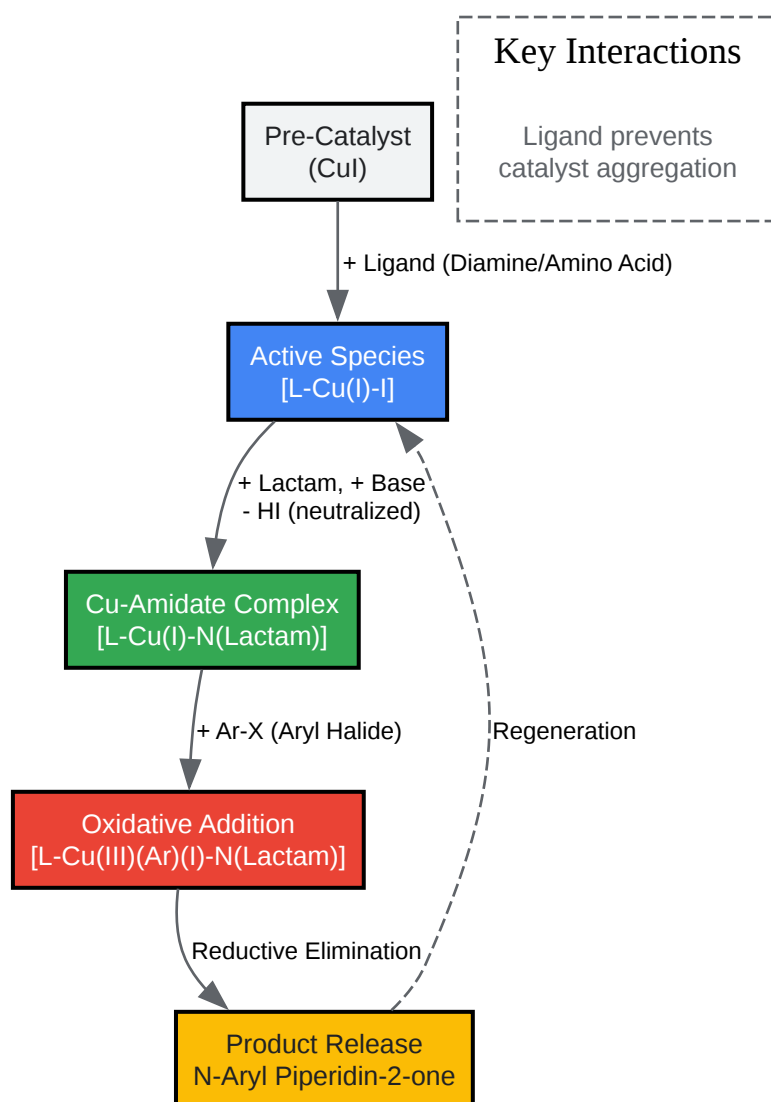 Key Interactions
Ligand prevents
catalyst aggregation
Pre-Catalyst
(CuI)
+ Ligand (Diamine/Amino Acid)
Active Species
[L-Cu(I)-I]
+ Lactam, + Base
- HI (neutralized)
Cu-Amidate Complex
[L-Cu(I)-N(Lactam)]
+ Ar-X (Aryl Halide)
Regeneration
Oxidative Addition
[L-Cu(III)(Ar)(I)-N(Lactam)]
Reductive Elimination
Product Release
N-Aryl Piperidin-2-one